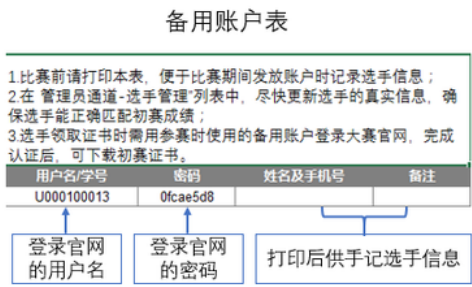 备用账户表
1.比赛前请打印本表，便于比赛期间发放账户时记录选手信息；
2.在“管理员通道-选手管理”列表中，尽快更新选手的真实信息，确
保选手能正确匹配初赛成绩；
3.选手领取证书时需用参赛时使用的备用账户登录大赛官网，完成
认证后，可下载初赛证书。
用户名/学号 密码 姓名及手机号 备注
U000100013 0fcae5d8
登录官网 登录官网 打印后供手记选手信息
的用户名 的密码